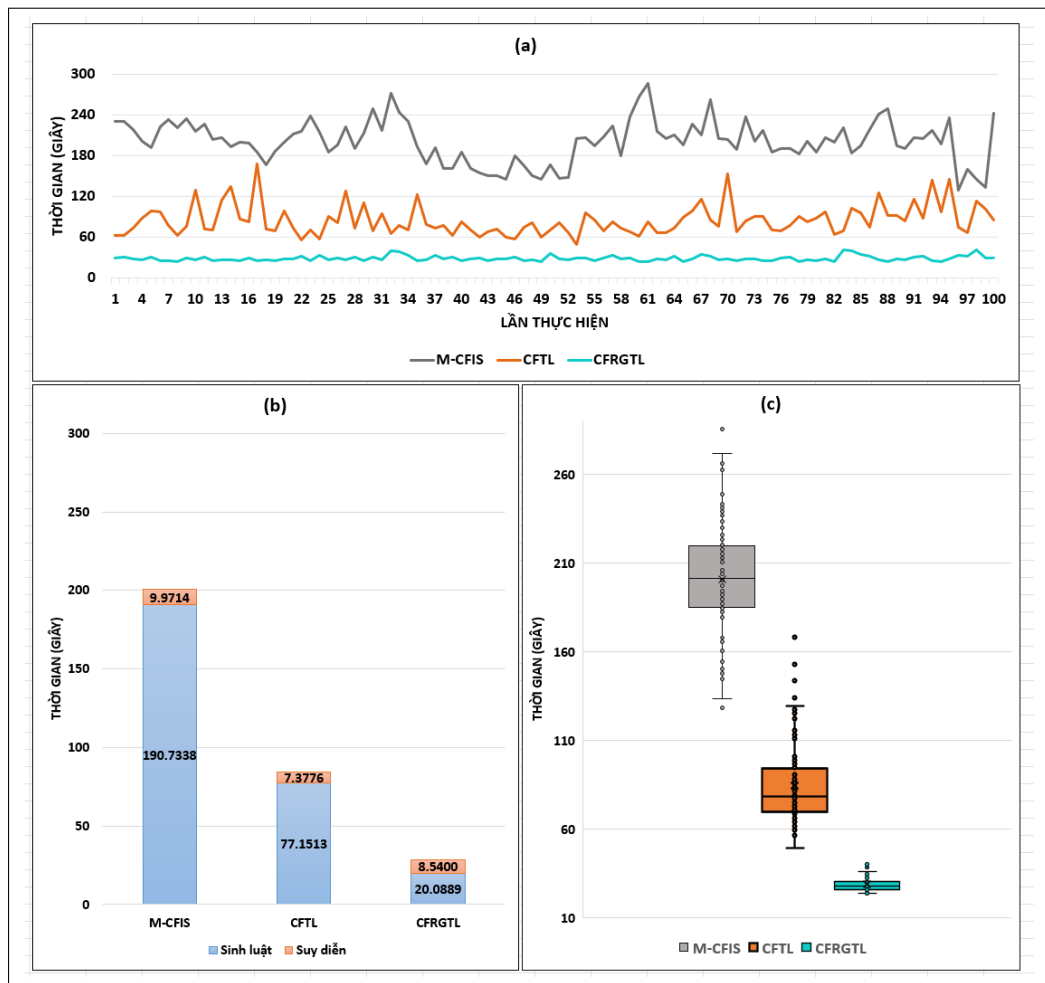 (a)
THỜI GIAN (GIÂY)
300
240
180
120
60
0
1 4 7 10 13 16 19 22 25 28 31 34 37 40 43 46 49 52 55 58 61 64 67 70 73 76 79 82 85 88 91 94 97 100
LẦN THỰC HIỆN
M-CFIS CFTL CFRGTL
(b)
THỜI GIAN (GIÂY)
300
250
200
150
100
50
0
9.9714
190.7338
7.3776
77.1513
8.5400
20.0889
M-CFIS CFTL CFRGTL
Sinh luật Suy diễn
(c)
THỜI GIAN (GIÂY)
260
210
160
110
60
10
M-CFIS CFTL CFRGTL